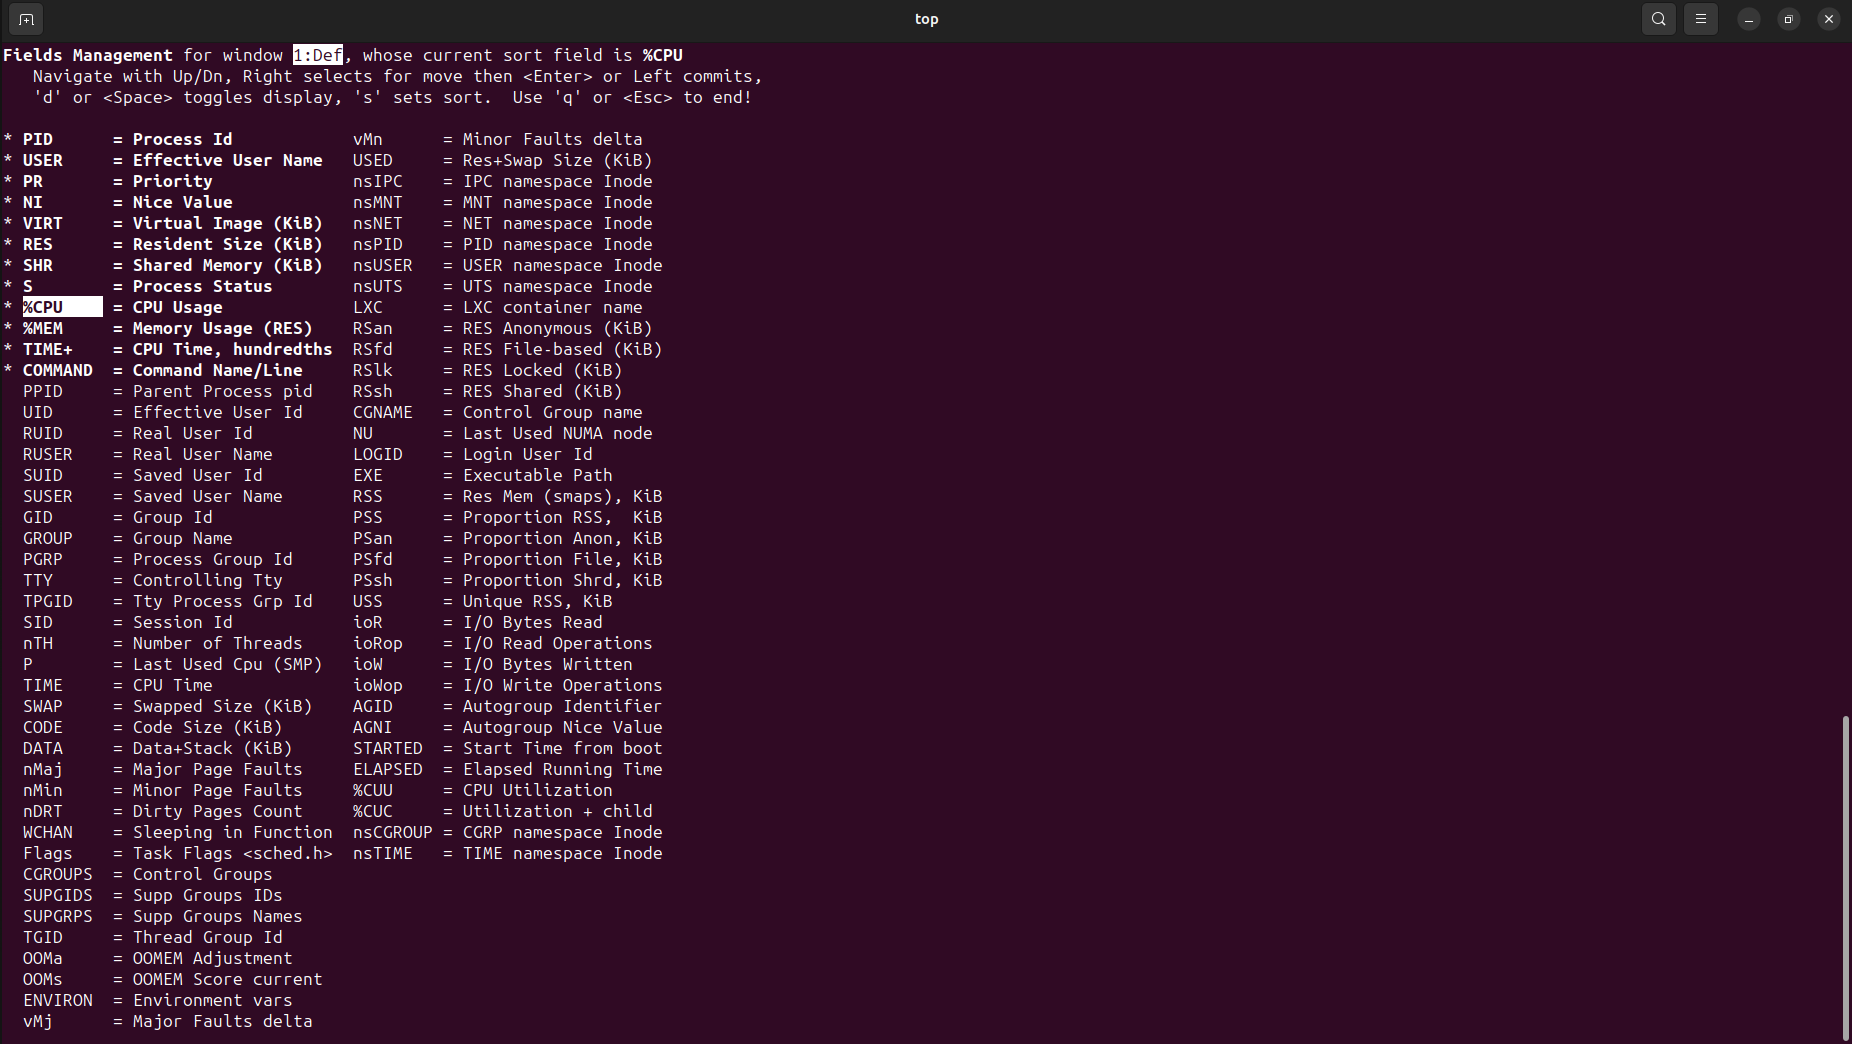 top
Fields Management for window 1:Def, whose current sort field is %CPU
   Navigate with Up/Dn, Right selects for move then <Enter> or Left commits,
   'd' or <Space> toggles display, 's' sets sort.  Use 'q' or <Esc> to end!
* PID      = Process Id            vMn      = Minor Faults delta
* USER     = Effective User Name   USED     = Res+Swap Size (KiB)
* PR       = Priority              nsIPC    = IPC namespace Inode
* NI       = Nice Value            nsMNT    = MNT namespace Inode
* VIRT     = Virtual Image (KiB)   nsNET    = NET namespace Inode
* RES      = Resident Size (KiB)   nsPID    = PID namespace Inode
* SHR      = Shared Memory (KiB)   nsUSER   = USER namespace Inode
* S        = Process Status        nsUTS    = UTS namespace Inode
* %CPU     = CPU Usage             LXC      = LXC container name
* %MEM     = Memory Usage (RES)    RSan     = RES Anonymous (KiB)
* TIME+    = CPU Time, hundredths  RSfd     = RES File-based (KiB)
* COMMAND  = Command Name/Line     RSlk     = RES Locked (KiB)
  PPID     = Parent Process pid    RSsh     = RES Shared (KiB)
  UID      = Effective User Id     CGNAME   = Control Group name
  RUID     = Real User Id          NU       = Last Used NUMA node
  RUSER    = Real User Name        LOGID    = Login User Id
  SUID     = Saved User Id         EXE      = Executable Path
  SUSER    = Saved User Name       RSS      = Res Mem (smaps), KiB
  GID      = Group Id              PSS      = Proportion RSS,  KiB
  GROUP    = Group Name            PSan     = Proportion Anon, KiB
  PGRP     = Process Group Id      PSfd     = Proportion File, KiB
  TTY      = Controlling Tty       PSsh     = Proportion Shrd, KiB
  TPGID    = Tty Process Grp Id    USS      = Unique RSS, KiB
  SID      = Session Id            ioR      = I/O Bytes Read
  nTH      = Number of Threads     ioRop    = I/O Read Operations
  P        = Last Used Cpu (SMP)   ioW      = I/O Bytes Written
  TIME     = CPU Time              ioWop    = I/O Write Operations
  SWAP     = Swapped Size (KiB)    AGID     = Autogroup Identifier
  CODE     = Code Size (KiB)       AGNI     = Autogroup Nice Value
  DATA     = Data+Stack (KiB)      STARTED  = Start Time from boot
  nMaj     = Major Page Faults     ELAPSED  = Elapsed Running Time
  nMin     = Minor Page Faults     %CUU     = CPU Utilization
  nDRT     = Dirty Pages Count     %CUC     = Utilization + child
  WCHAN    = Sleeping in Function  nsCGROUP = CGRP namespace Inode
  Flags    = Task Flags <sched.h>  nsTIME   = TIME namespace Inode
  CGROUPS  = Control Groups
  SUPGIDS  = Supp Groups IDs
  SUPGRPS  = Supp Groups Names
  TGID     = Thread Group Id
  OOMa     = OOMEM Adjustment
  OOMs     = OOMEM Score current
  ENVIRON  = Environment vars
  vMj      = Major Faults delta